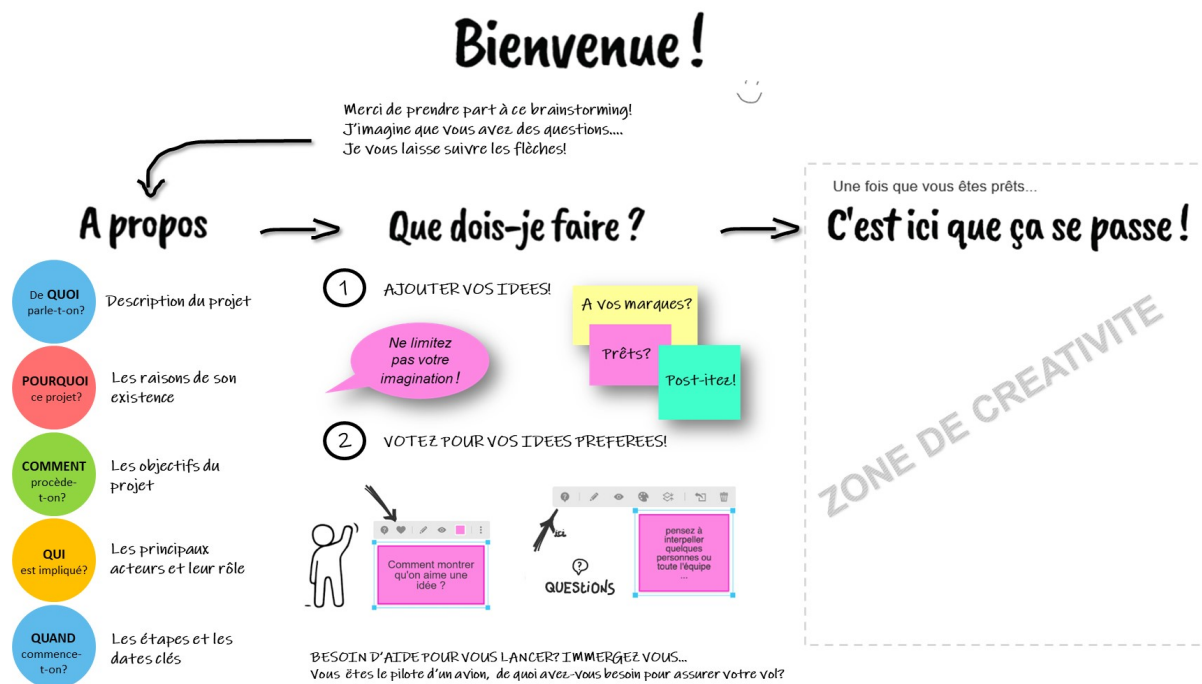 Bienvenue !
Merci de prendre part à ce brainstorming!
J'imagine que vous avez des questions....
Je vous laisse suivre les flèches!
A propos
De QUOI
parle-t-on?
Description du projet
POURQUOI
ce projet?
Les raisons de son
existence
COMMENT
procède-
t-on?
Les objectifs du
projet
QUI
est impliqué?
Les principaux
acteurs et leur rôle
QUAND
commence-
t-on?
Les étapes et les
dates clés
Que dois-je faire ?
1
AJOUTER VOS IDEES!
Ne limitez
pas votre
imagination !
A vos marques?
Prêts?
Post-itez!
2
VOTEZ POUR VOS IDEES PREFEREES!
Comment montrer
qu'on aime une
idée ?
ici
QUESTIONS
pensez à
interpeller
quelques
personnes ou
toute l'équipe
...
BESOIN D'AIDE POUR VOUS LANCER? IMMERGEZ VOUS...
Vous êtes le pilote d'un avion, de quoi avez-vous besoin pour assurer votre vol?
Une fois que vous êtes prêts...
C'est ici que ça se passe !
ZONE DE CREATIVITE